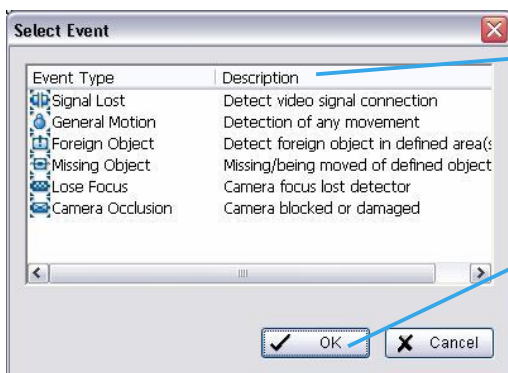 Select Event
Event Type Description
Signal Lost Detect video signal connection
General Motion Detection of any movement
Foreign Object Detect foreign object in defined area(s
Missing Object Missing/being moved of defined object
Lose Focus Camera focus lost detector
Camera Occlusion Camera blocked or damaged
OK Cancel